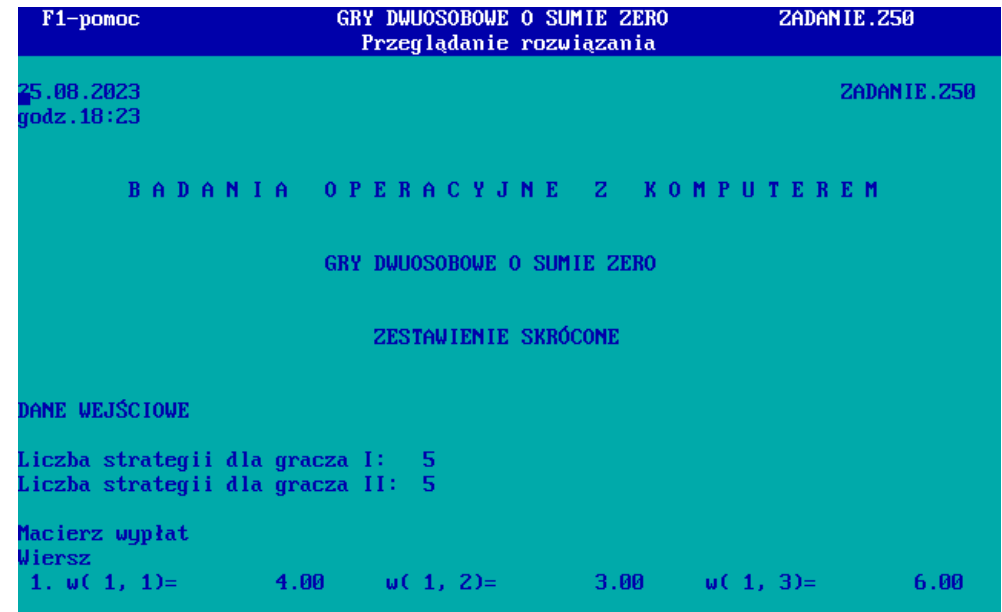 F1-pomoc GRY DWUOSOBOWE O SUMIE ZERO ZADANIE.Z50
Przeglądanie rozwiązania
25.08.2023 ZADANIE.Z50
godz.18:23
B A D A N I A O P E R A C Y J N E Z K O M P U T E R E M
GRY DWUOSOBOWE O SUMIE ZERO
ZESTAWIENIE SKRÓCONE
DANE WEJŚCIOWE
Liczba strategii dla gracza I: 5
Liczba strategii dla gracza II: 5
Macierz wypłat
Wiersz
1. w( 1, 1)= 4.00 w( 1, 2)= 3.00 w( 1, 3)= 6.00